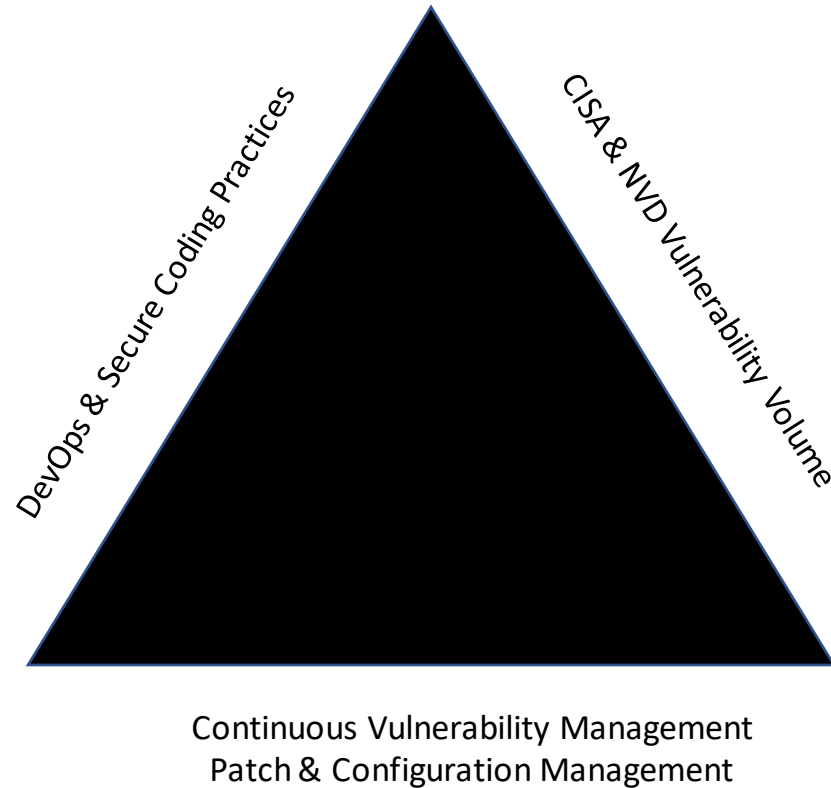 DevOps & Secure Coding Practices
CISA & NVD Vulnerability Volume
Continuous Vulnerability Management
Patch & Configuration Management